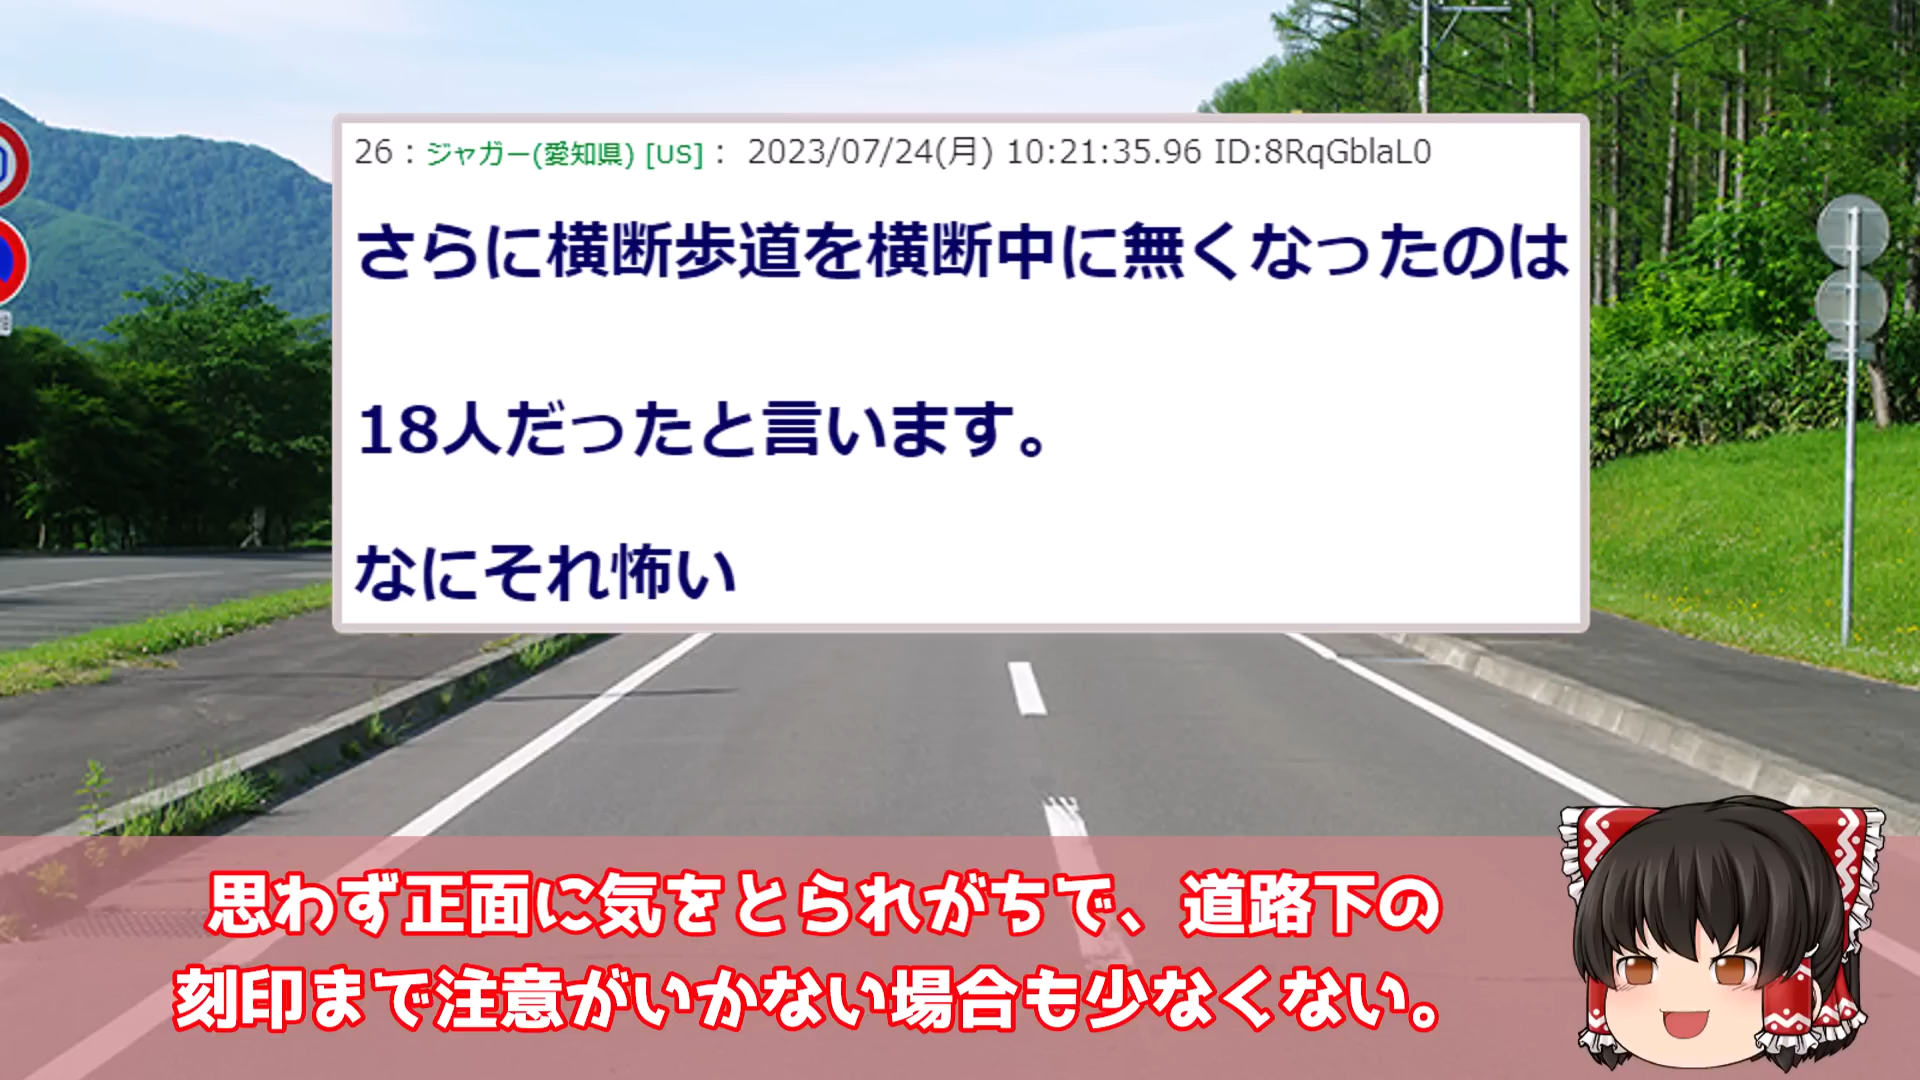 26：ジャガー(愛知県) [US]： 2023/07/24(月) 10:21:35.96 ID:8RqGblaL0
さらに横断歩道を横断中に無くなったのは
18人だったと言います。
なにそれ怖い
思わず正面に気をとられがちで、道路下の
刻印まで注意がいかない場合も少なくない。